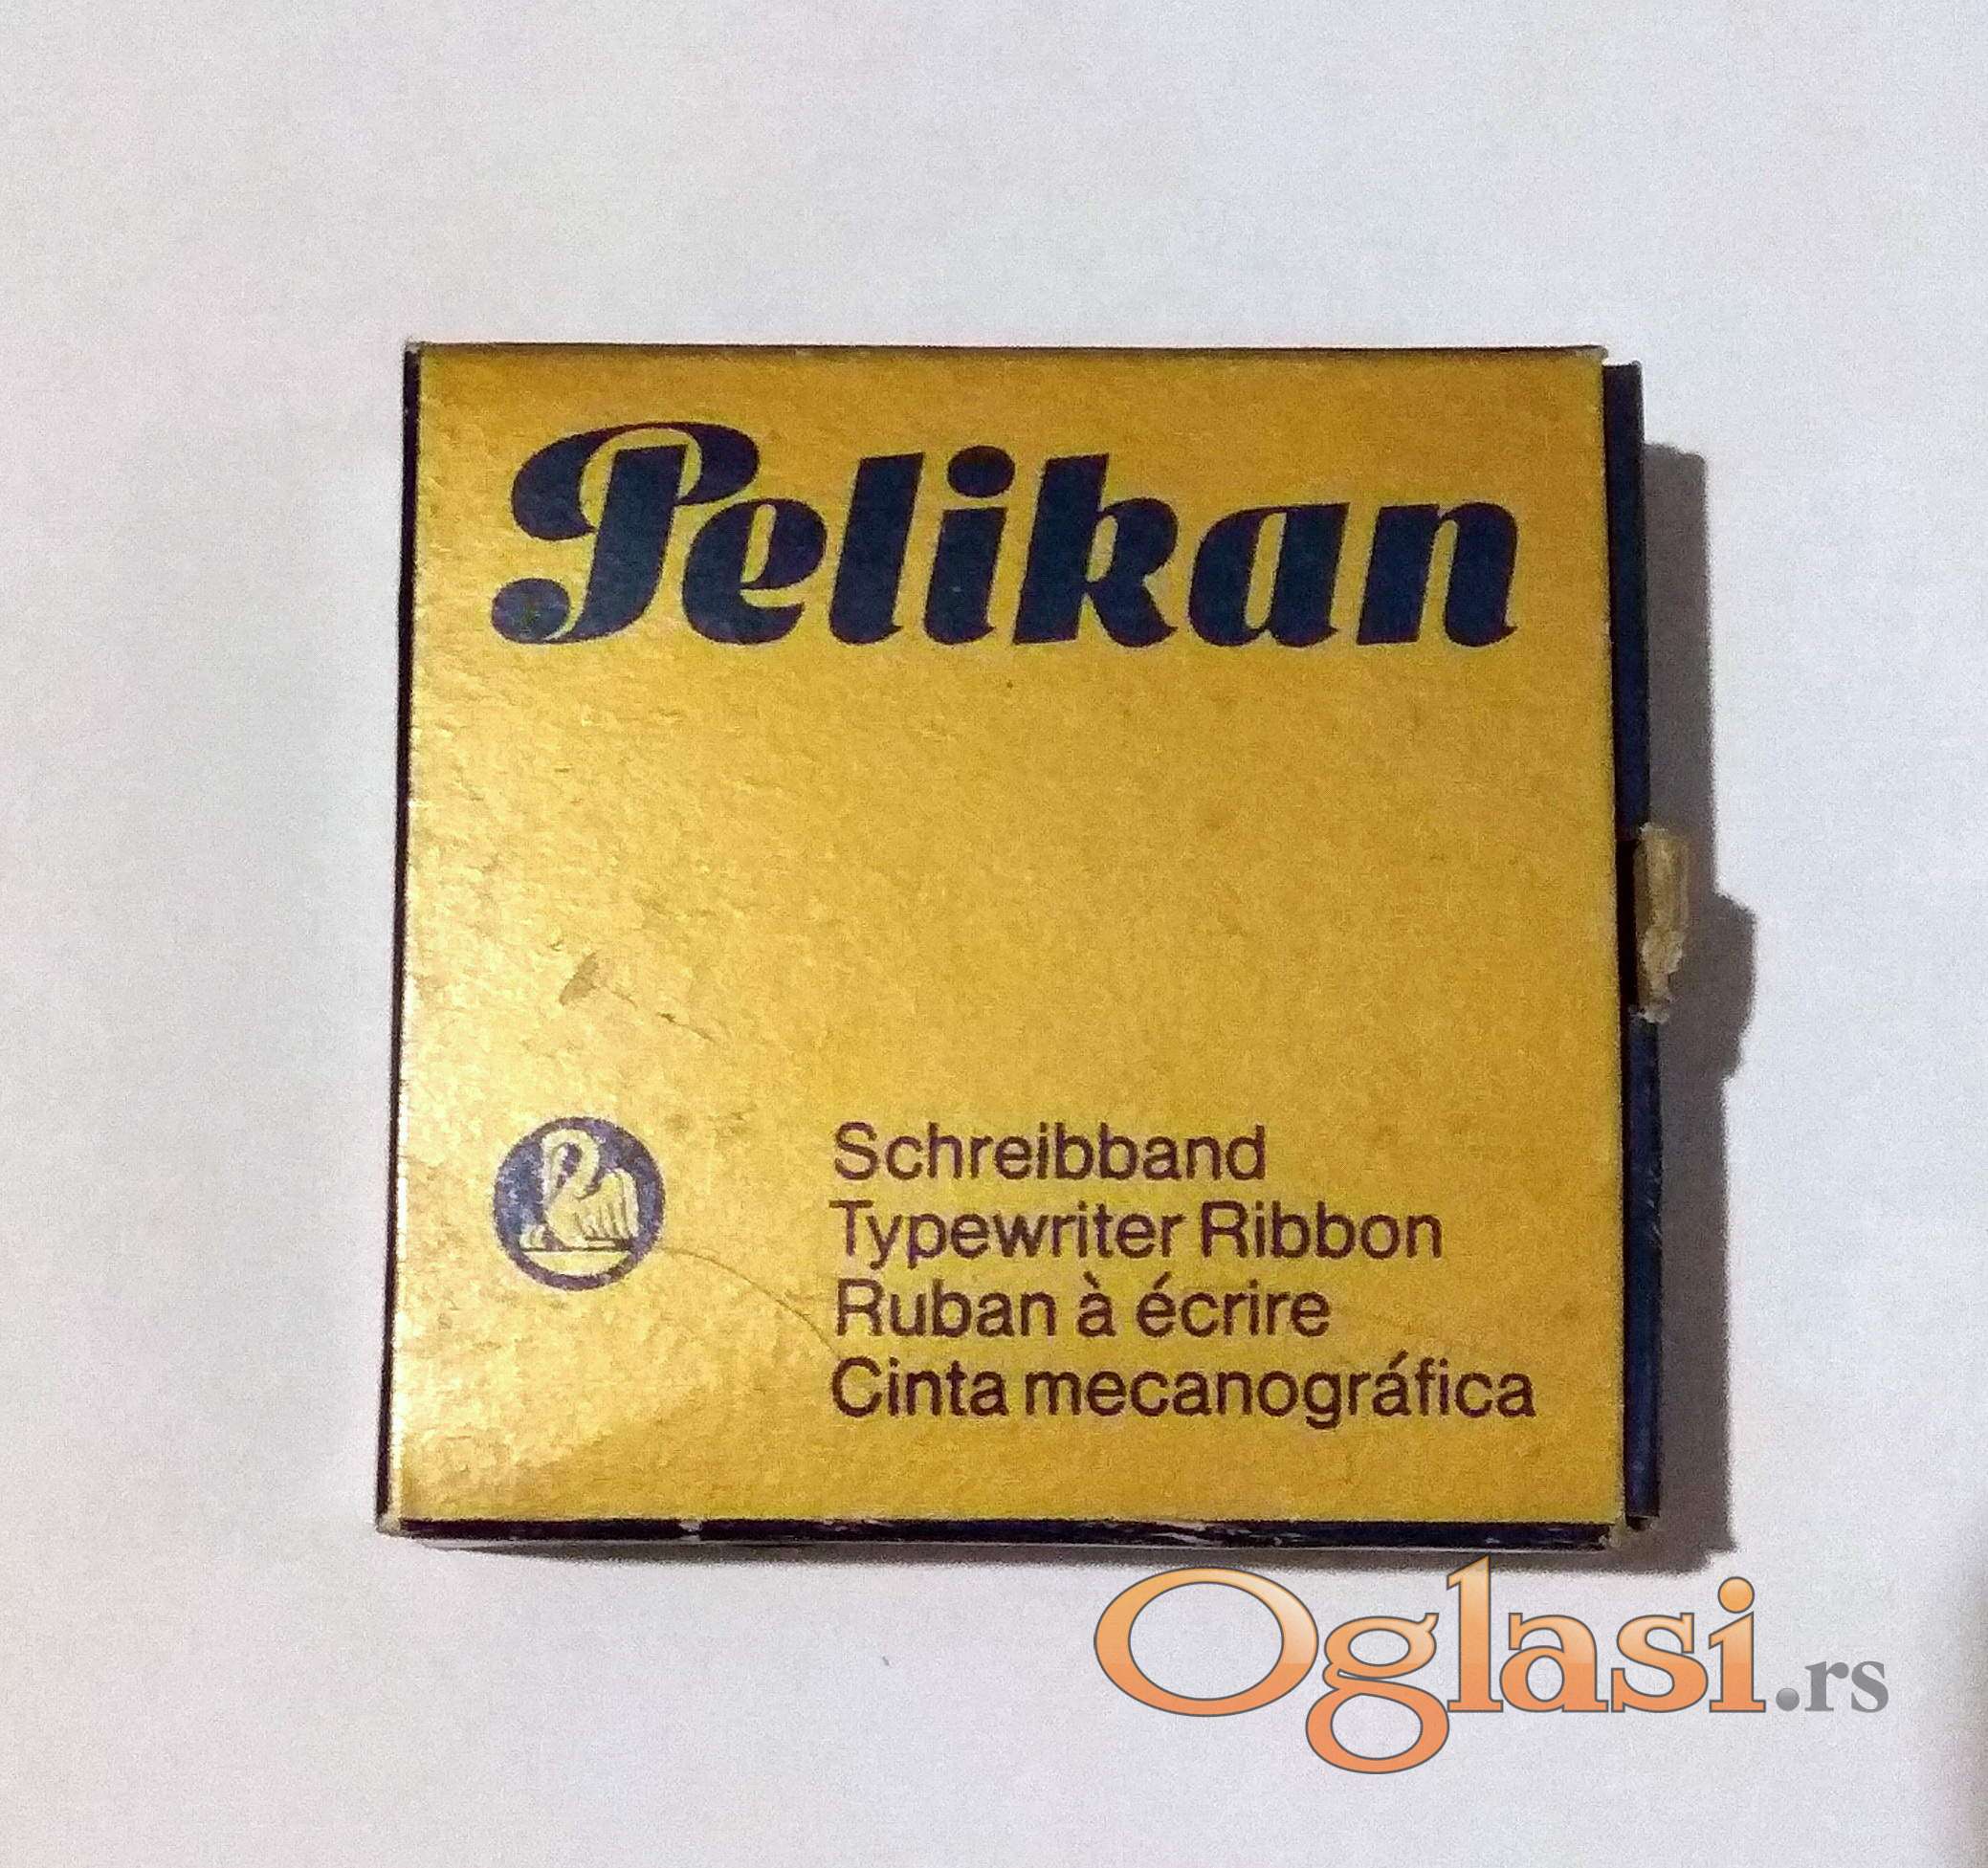 Pelikan
Schreibband
Typewriter Ribbon
Ruban à écrire
Cinta mecanográfica
Oglasi.rs